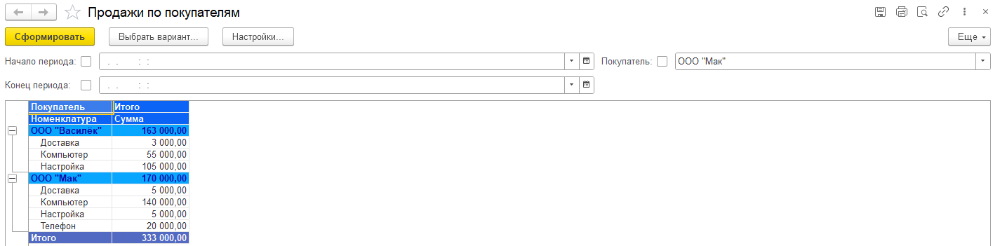 Продажи по покупателям
Сформировать Выбрать вариант... Настройки... Еще
Начало периода: . . : : Покупатель: ООО "Мак"
Конец периода: . . : :
Покупатель Итого
Номенклатура Сумма
ООО "Василёк" 163 000,00
Доставка 3 000,00
Компьютер 55 000,00
Настройка 105 000,00
ООО "Мак" 170 000,00
Доставка 5 000,00
Компьютер 140 000,00
Настройка 5 000,00
Телефон 20 000,00
Итого 333 000,00